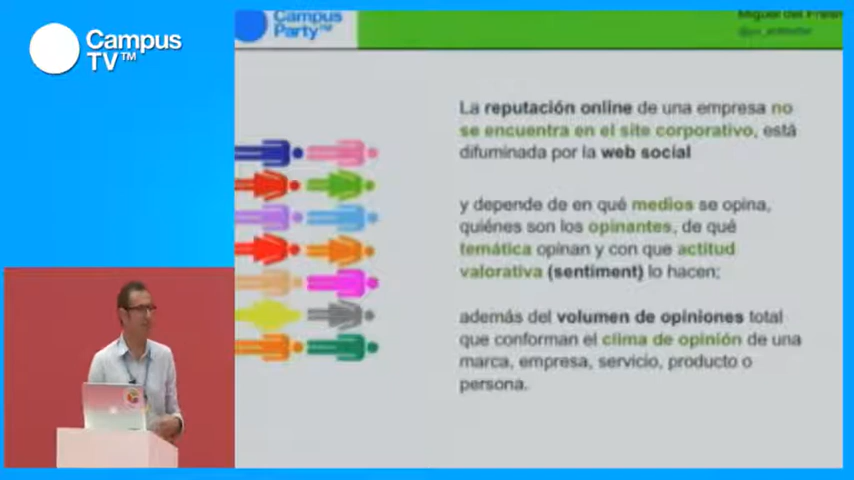 Campus
TV™
Campus
Party™
Miguel del Fresno
La reputación online de una empresa no
se encuentra en el site corporativo, está
difuminada por la web social
y depende de en qué medios se opina,
quiénes son los opinantes, de qué
temática opinan y con que actitud
valorativa (sentiment) lo hacen;
además del volumen de opiniones total
que conforman el clima de opinión de una
marca, empresa, servicio, producto o
persona.